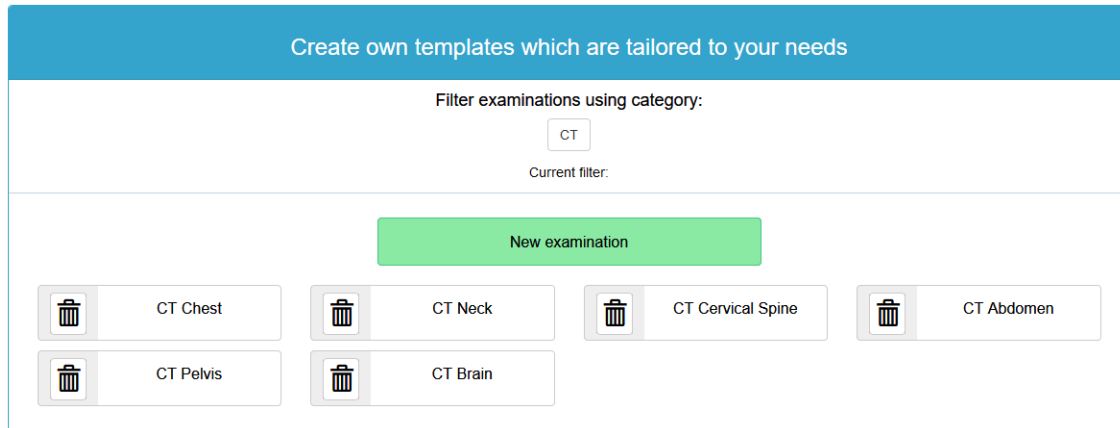 Create own templates which are tailored to your needs
Filter examinations using category:
CT
Current filter:
New examination
CT Chest
CT Neck
CT Cervical Spine
CT Abdomen
CT Pelvis
CT Brain